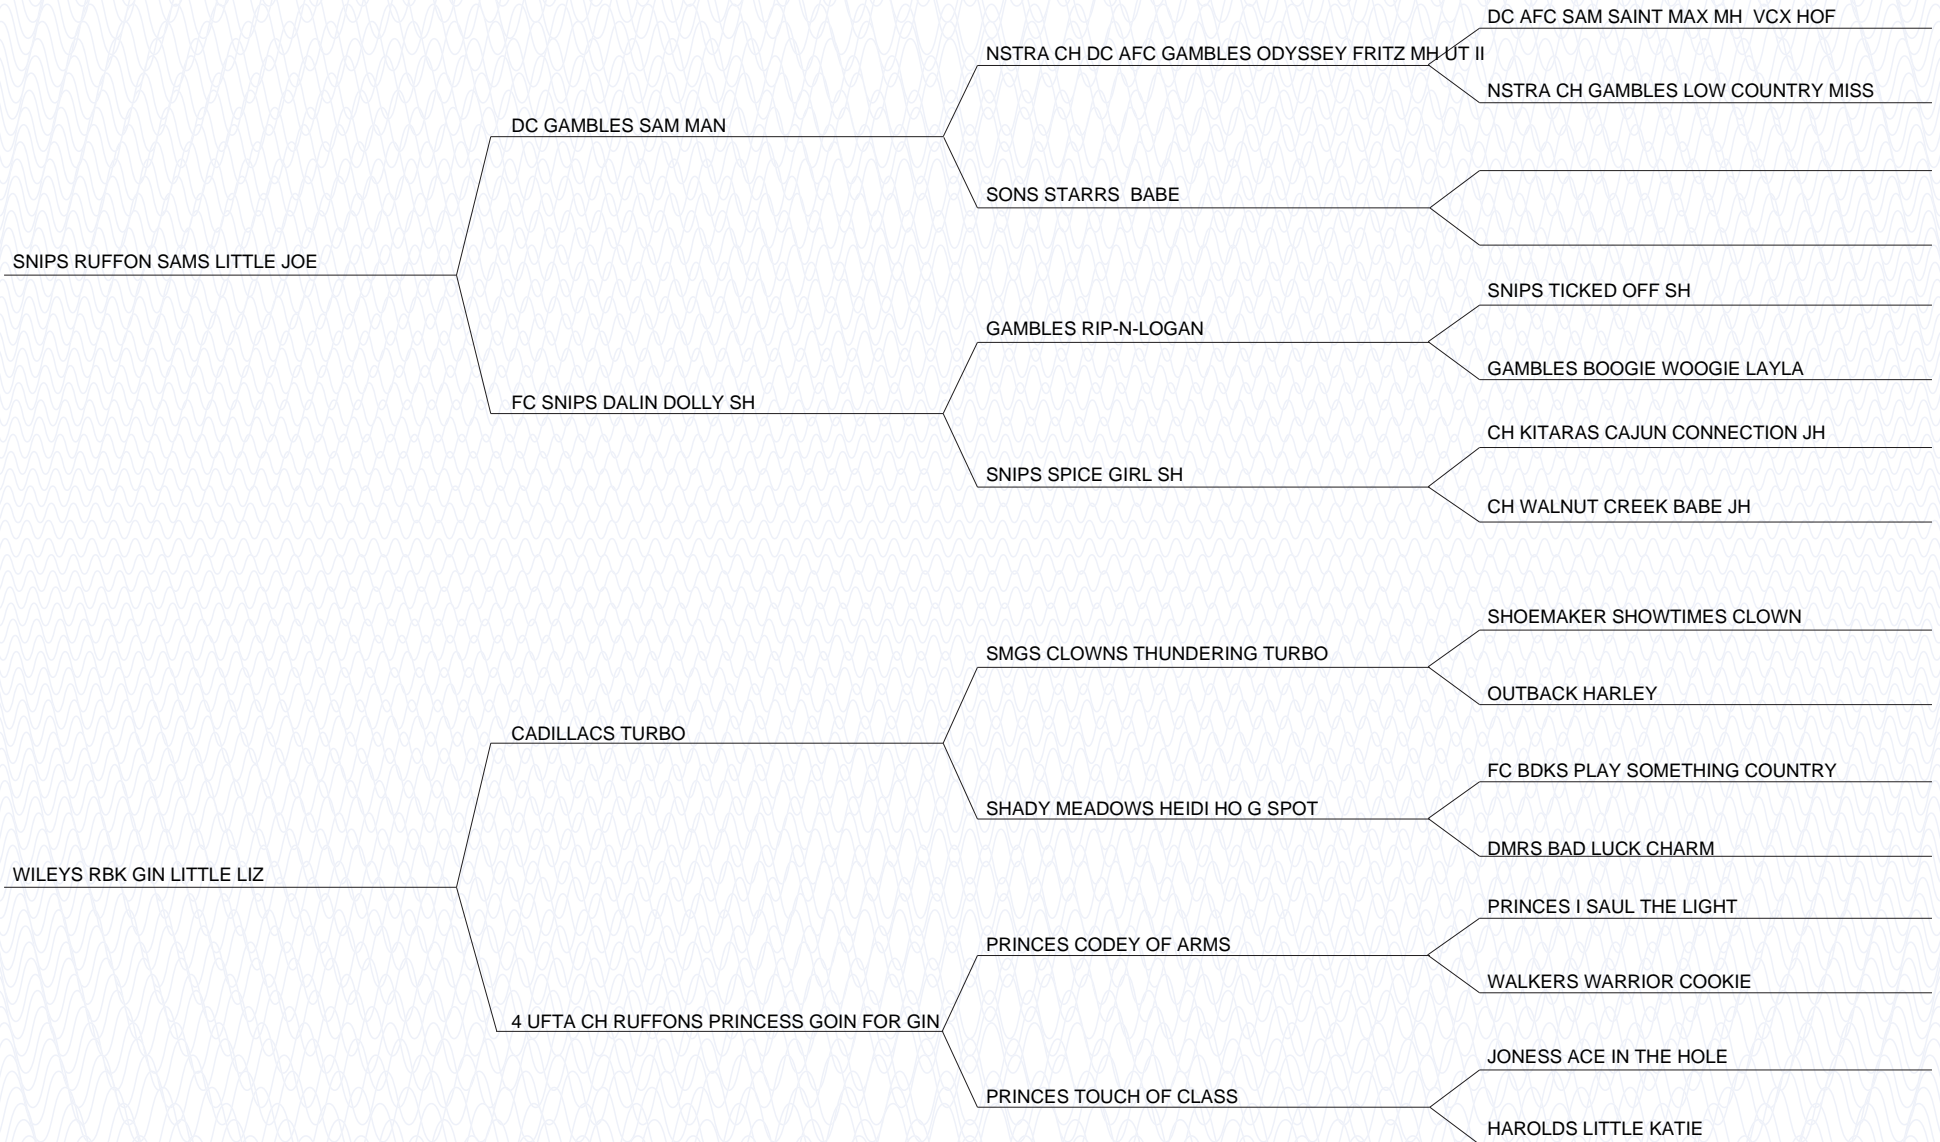 DC AFC SAM SAINT MAX MH  VCX HOF
NSTRA CH DC AFC GAMBLES ODYSSEY FRITZ MH UT II
NSTRA CH GAMBLES LOW COUNTRY MISS
DC GAMBLES SAM MAN
SONS STARRS  BABE
SNIPS RUFFON SAMS LITTLE JOE
SNIPS TICKED OFF SH
GAMBLES RIP-N-LOGAN
GAMBLES BOOGIE WOOGIE LAYLA
FC SNIPS DALIN DOLLY SH
CH KITARAS CAJUN CONNECTION JH
SNIPS SPICE GIRL SH
CH WALNUT CREEK BABE JH
SHOEMAKER SHOWTIMES CLOWN
SMGS CLOWNS THUNDERING TURBO
OUTBACK HARLEY
CADILLACS TURBO
FC BDKS PLAY SOMETHING COUNTRY
SHADY MEADOWS HEIDI HO G SPOT
DMRS BAD LUCK CHARM
WILEYS RBK GIN LITTLE LIZ
PRINCES I SAUL THE LIGHT
PRINCES CODEY OF ARMS
WALKERS WARRIOR COOKIE
4 UFTA CH RUFFONS PRINCESS GOIN FOR GIN
JONESS ACE IN THE HOLE
PRINCES TOUCH OF CLASS
HAROLDS LITTLE KATIE